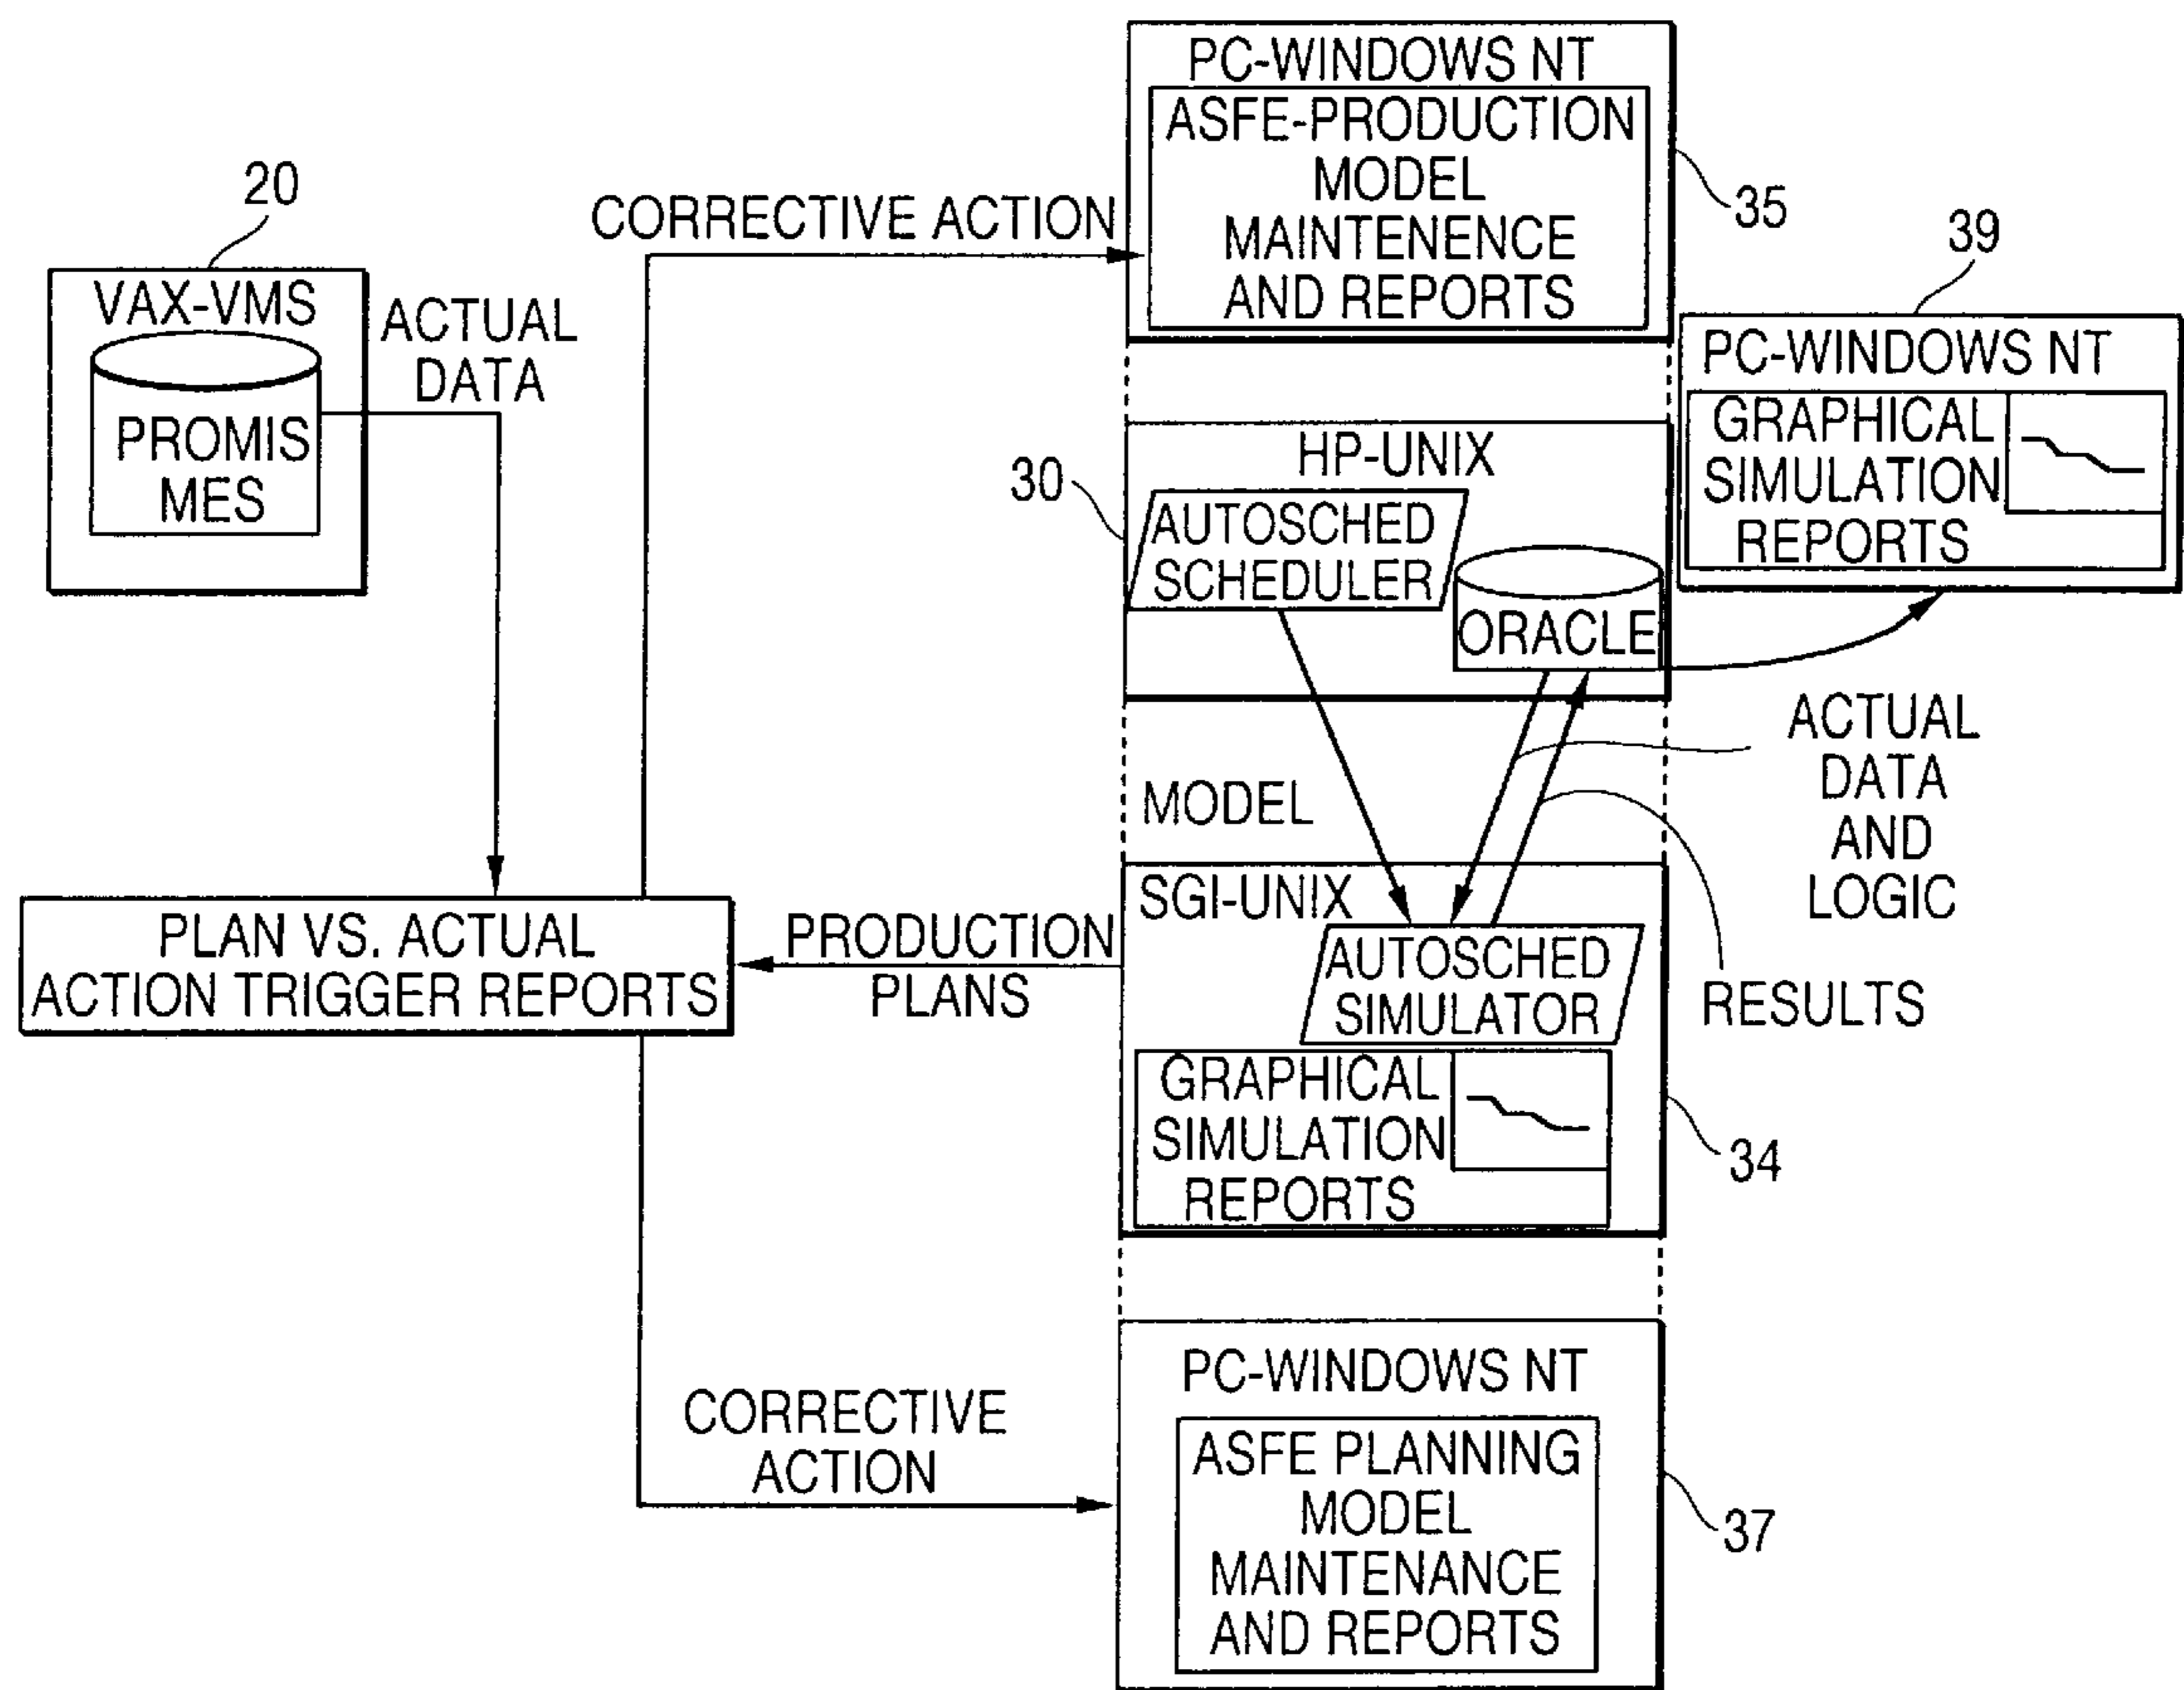 20
VAX-VMS
PROMIS
MES
ACTUAL
DATA
CORRECTIVE ACTION
PC-WINDOWS NT
ASFE-PRODUCTION
MODEL
MAINTENENCE
AND REPORTS
35
39
PC-WINDOWS NT
GRAPHICAL
SIMULATION
REPORTS
30
HP-UNIX
AUTOSCHED
SCHEDULER
ORACLE
MODEL
ACTUAL
DATA
AND
LOGIC
RESULTS
PLAN VS. ACTUAL
ACTION TRIGGER REPORTS
PRODUCTION
PLANS
SGI-UNIX
AUTOSCHED
SIMULATOR
GRAPHICAL
SIMULATION
REPORTS
34
CORRECTIVE
ACTION
PC-WINDOWS NT
ASFE PLANNING
MODEL
MAINTENANCE
AND REPORTS
37